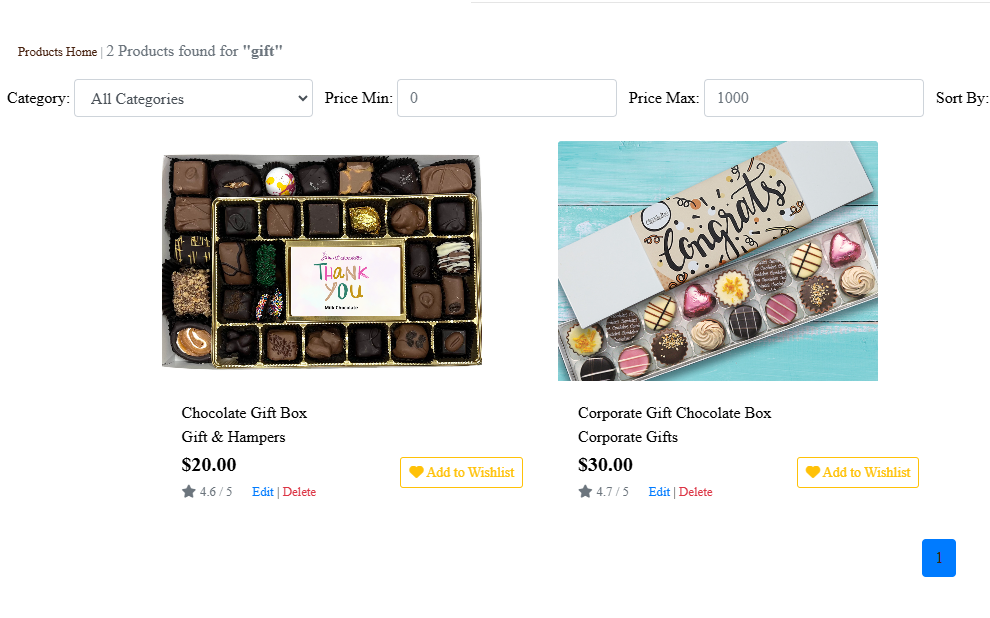 Products Home | 2 Products found for "gift"
Category: All Categories Price Min: 0 Price Max: 1000 Sort By:
THANK
YOU
Milk Chocolate
Congrats
Chocolate Gift Box
Gift & Hampers
$20.00
Add to Wishlist
4.6 / 5 Edit | Delete
Corporate Gift Chocolate Box
Corporate Gifts
$30.00
Add to Wishlist
4.7 / 5 Edit | Delete
1